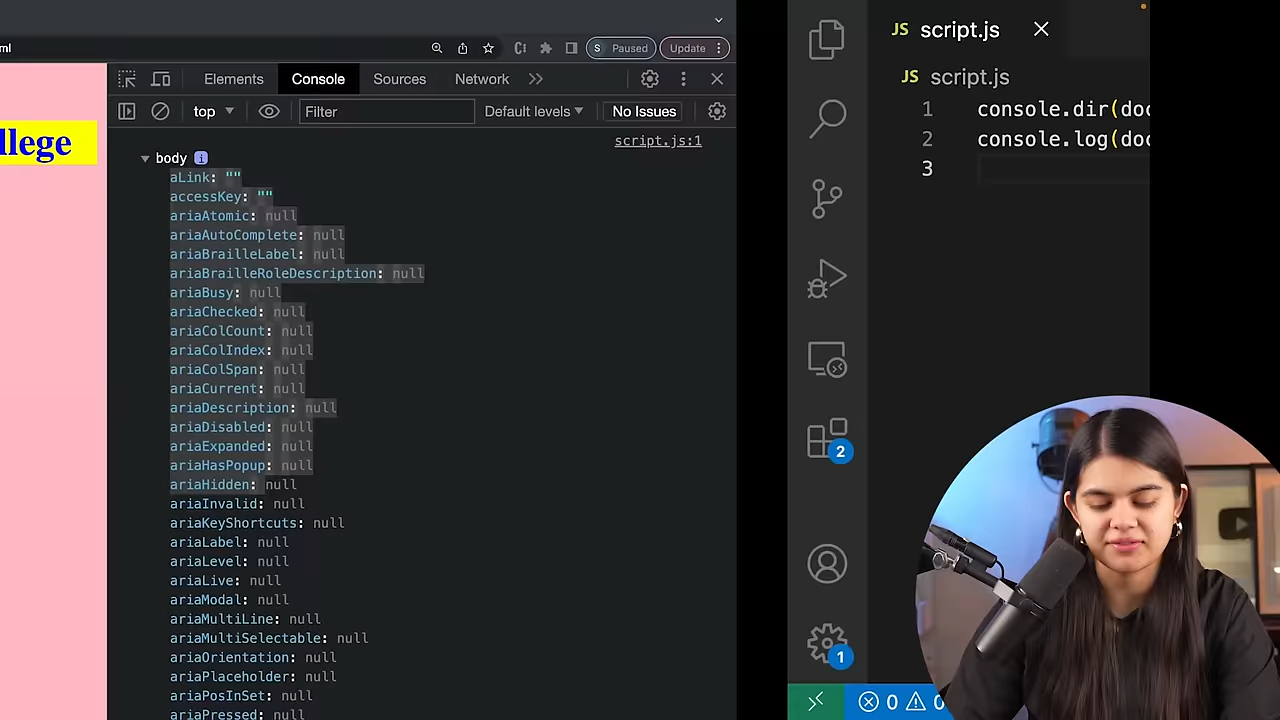 ml
Paused
Update
Elements
Console
Sources
Network
top
Filter
Default levels
No Issues
llege
script.js:1
body
aLink: ""
accessKey: ""
ariaAtomic: null
ariaAutoComplete: null
ariaBrailleLabel: null
ariaBrailleRoleDescription: null
ariaBusy: null
ariaChecked: null
ariaColCount: null
ariaColIndex: null
ariaColSpan: null
ariaCurrent: null
ariaDescription: null
ariaDisabled: null
ariaExpanded: null
ariaHasPopup: null
ariaHidden: null
ariaInvalid: null
ariaKeyShortcuts: null
ariaLabel: null
ariaLevel: null
ariaLive: null
ariaModal: null
ariaMultiLine: null
ariaMultiSelectable: null
ariaOrientation: null
ariaPlaceholder: null
ariaPosInSet: null
ariaPressed: null
JS script.js
JS script.js
1 console.dir(doc
2 console.log(doc
3
2
1
0 0